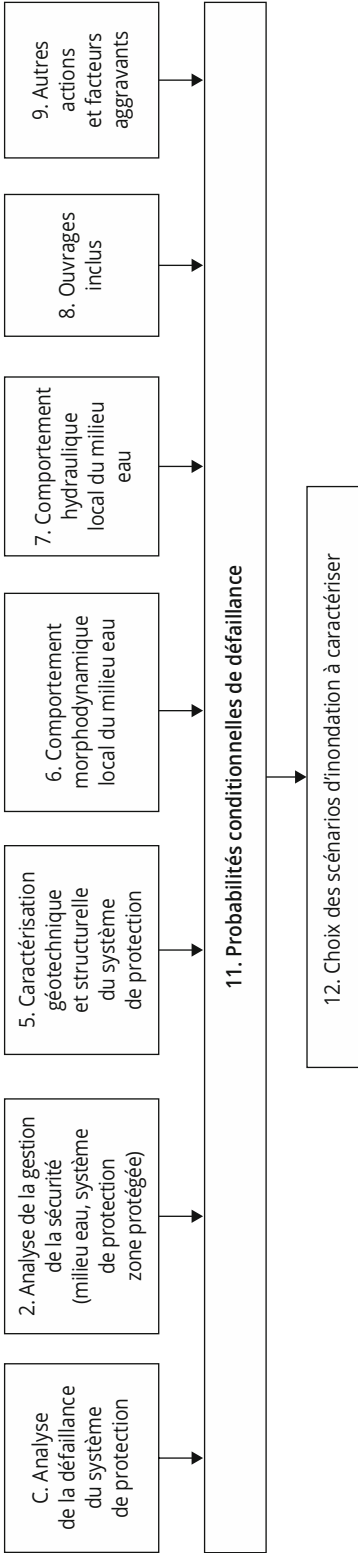 C. Analyse
de la défaillance
du système
de protection
2. Analyse de la gestion
de la sécurité
(milieu eau, système
de protection
zone protégée)
5. Caractérisation
géotechnique
et structurelle
du système
de protection
6. Comportement
morphodynamique
local du milieu eau
7. Comportement
hydraulique
local du milieu
eau
8. Ouvrages
inclus
9. Autres
actions
et facteurs
aggravants
11. Probabilités conditionnelles de défaillance
12. Choix des scénarios d'inondation à caractériser